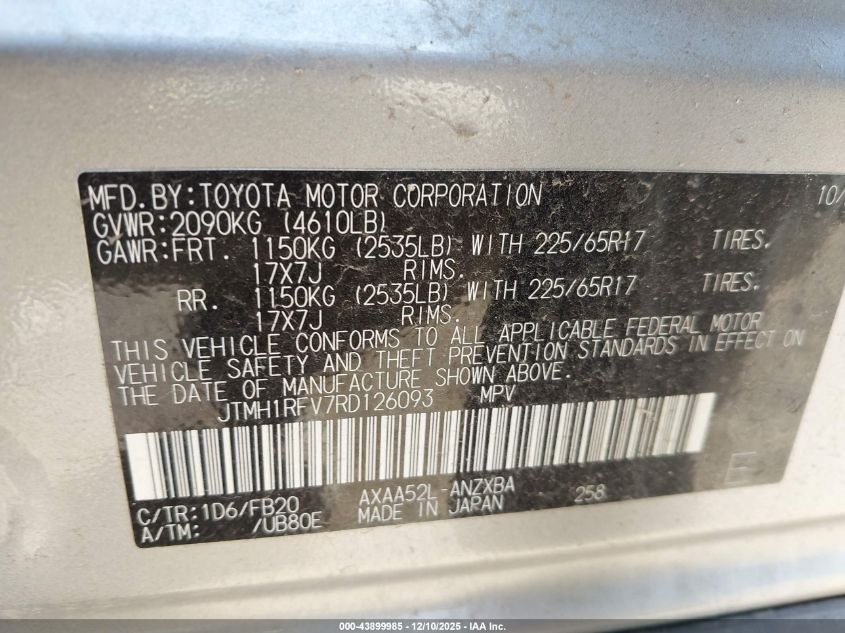 MFD.BY:TOYOTA MOTOR CORPORATION 10/
GVWR:2090KG (4610LB)
GAWR:FRT. 1150KG (2535LB) WITH 225/65R17 TIRES.
17X7J RIMS.
RR. 1150KG (2535LB) WITH 225/65R17 TIRES.
17X7J RIMS.
THIS VEHICLE CONFORMS TO ALL APPLICABLE FEDERAL MOTOR
VEHICLE SAFETY AND THEFT PREVENTION STANDARDS IN EFFECT ON
THE DATE OF MANUFACTURE SHOWN ABOVE.
JTMH1RFV7RD126093 MPV
E
C/TR:1D6/FB20 AXAA52L-ANZXBA 258
A/TM: /UB80E MADE IN JAPAN
000-43899985 - 12/10/2025 - IAA Inc.